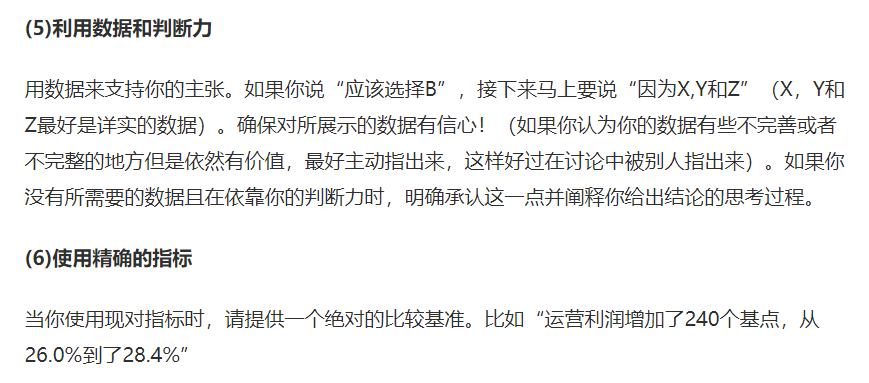 (5)利用数据和判断力
用数据来支持你的主张。如果你说“应该选择B”，接下来马上要说“因为X,Y和Z”（X，Y和
Z最好是详实的数据）。确保对所展示的数据有信心！（如果你认为你的数据有些不完善或者
不完整的地方但是依然有价值，最好主动指出来，这样好过在讨论中被别人指出来）。如果你
没有所需要的数据且在依靠你的判断力时，明确承认这一点并阐释你给出结论的思考过程。
(6)使用精确的指标
当你使用现对指标时，请提供一个绝对的比较基准。比如“运营利润增加了240个基点，从
26.0%到了28.4%”